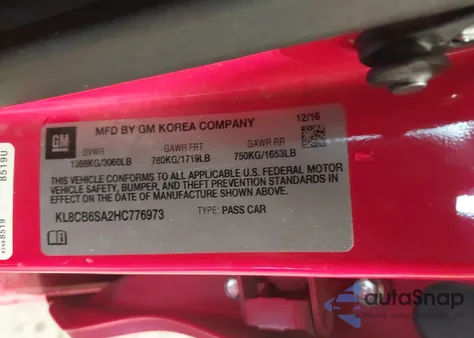 GM
MFD BY GM KOREA COMPANY
12/16
GVWR GAWR FRT GAWR RR
1388KG/3060LB 780KG/1719LB 750KG/1653LB
THIS VEHICLE CONFORMS TO ALL APPLICABLE U.S. FEDERAL MOTOR
VEHICLE SAFETY, BUMPER, AND THEFT PREVENTION STANDARDS IN
EFFECT ON THE DATE OF MANUFACTURE SHOWN ABOVE.
KL8CB6SA2HC776973 TYPE: PASS CAR
8519U
autoSnap